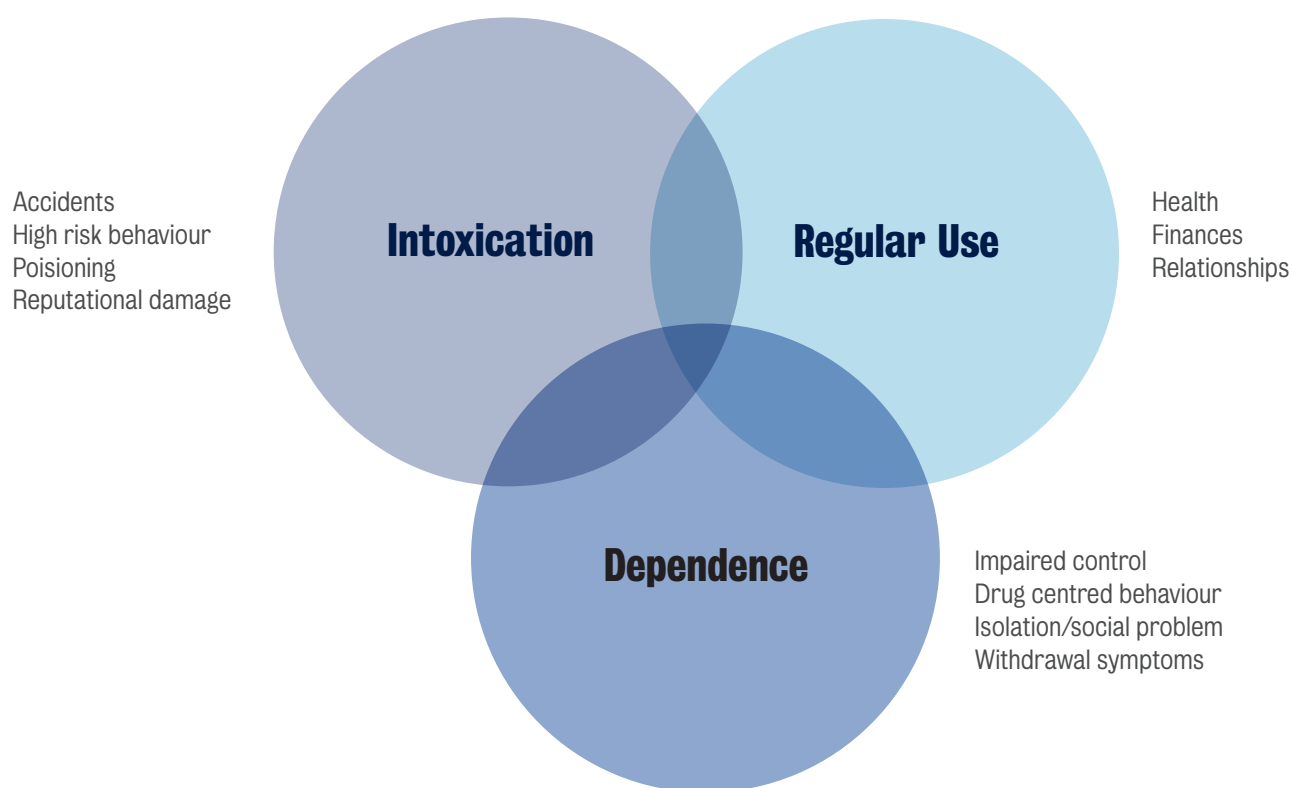 Accidents
High risk behaviour
Poisioning
Reputational damage
Intoxication
Regular Use
Health
Finances
Relationships
Dependence
Impaired control
Drug centred behaviour
Isolation/social problem
Withdrawal symptoms